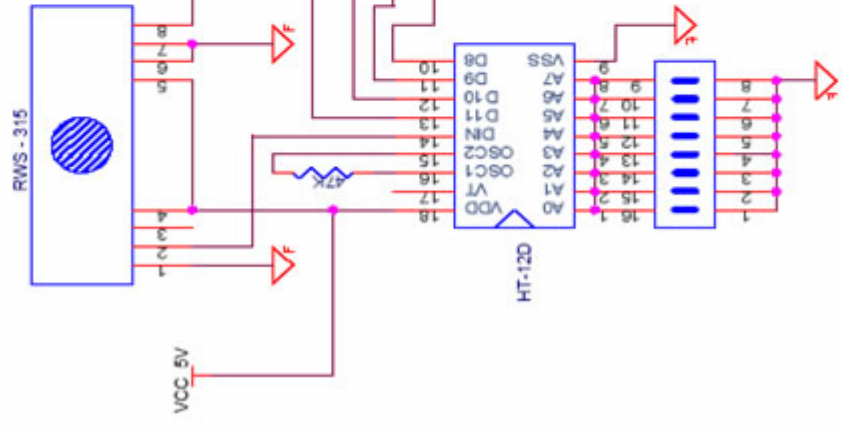 RWS - 315
8
7
6
5
4
3
2
1
VCC 5V
47K
HT-12D
10 D8
11 D9
12 D10
13 D11
14 DIN
15 OSC2
16 OSC1
17 VT
18 VDD
VSS 9
A7 8
A6 7
A5 6
A4 5
A3 4
A2 3
A1 2
A0 1
9 8
10 7
11 6
12 5
13 4
14 3
15 2
16 1